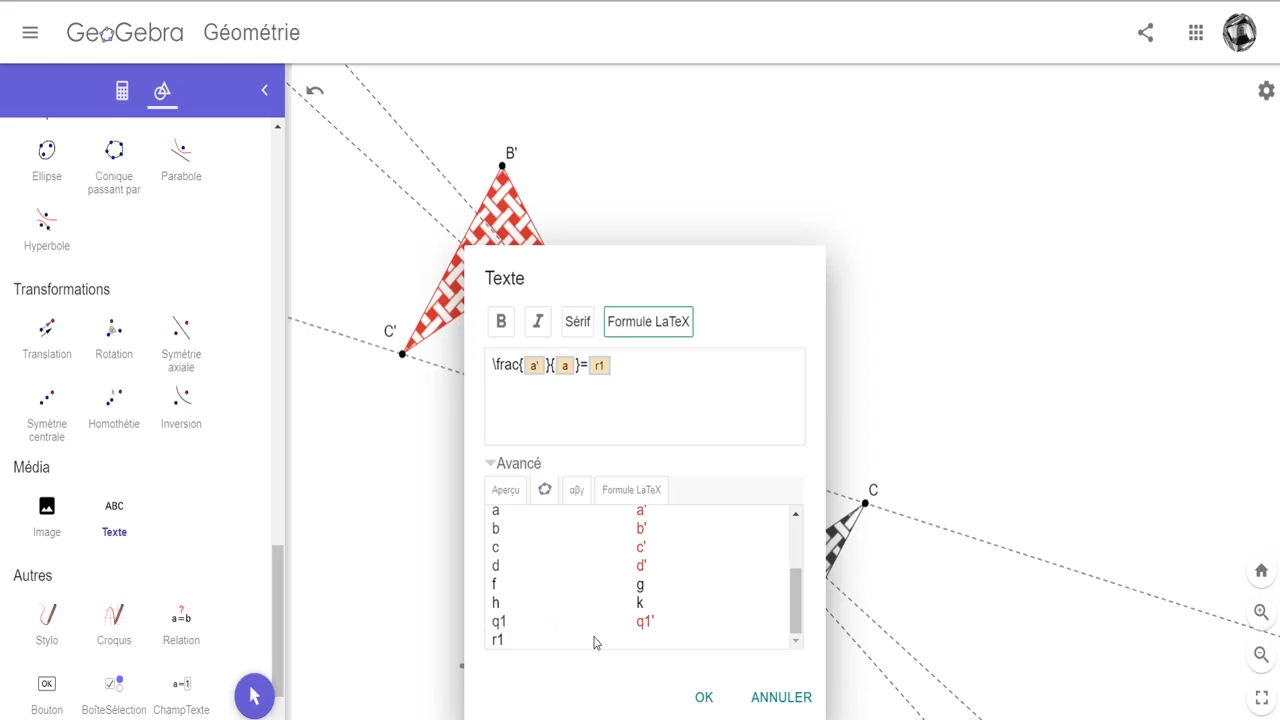 GeoGebra Géométrie
Ellipse
Conique passant par
Parabole
Hyperbole
Transformations
Translation
Rotation
Symétrie axiale
Symétrie centrale
Homothétie
Inversion
Média
Image
ABC
Texte
Autres
Stylo
Croquis
?
a=b
Relation
OK
Bouton
BoîteSélection
a=1
ChampTexte
B'
C'
C
Texte
B I Sérif Formule LaTeX
\frac{ a' }{ a }= r1
Avancé
Aperçu αβγ Formule LaTeX
a a'
b b'
c c'
d d'
f g
h k
q1 q1'
r1
OK ANNULER